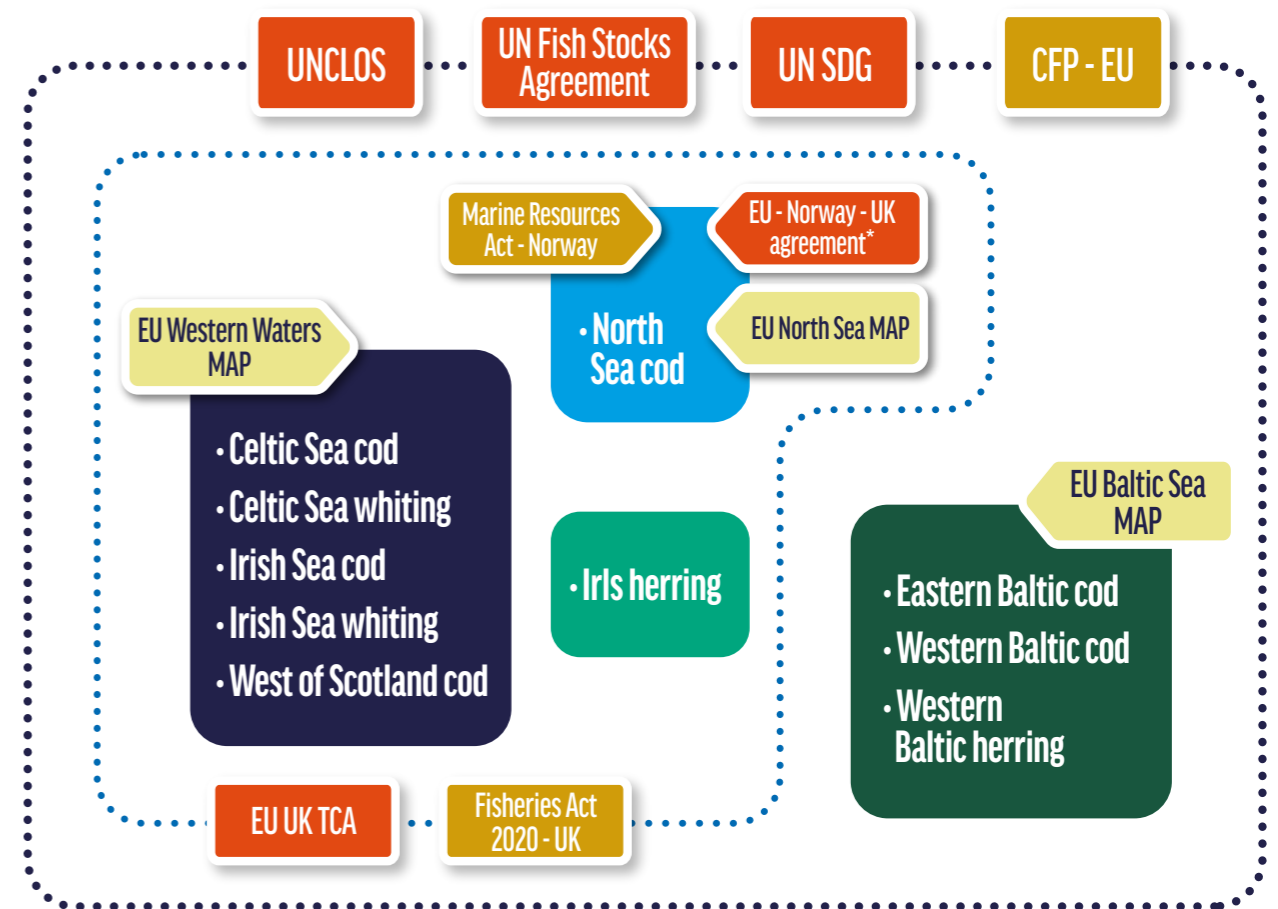 UNCLOS
UN Fish Stocks
Agreement
UN SDG
CFP - EU
Marine Resources
Act - Norway
EU - Norway - UK
agreement*
EU North Sea MAP
• North
Sea cod
EU Western Waters
MAP
• Celtic Sea cod
• Celtic Sea whiting
• Irish Sea cod
• Irish Sea whiting
• West of Scotland cod
• Irls herring
EU Baltic Sea
MAP
• Eastern Baltic cod
• Western Baltic cod
• Western
Baltic herring
EU UK TCA
Fisheries Act
2020 - UK